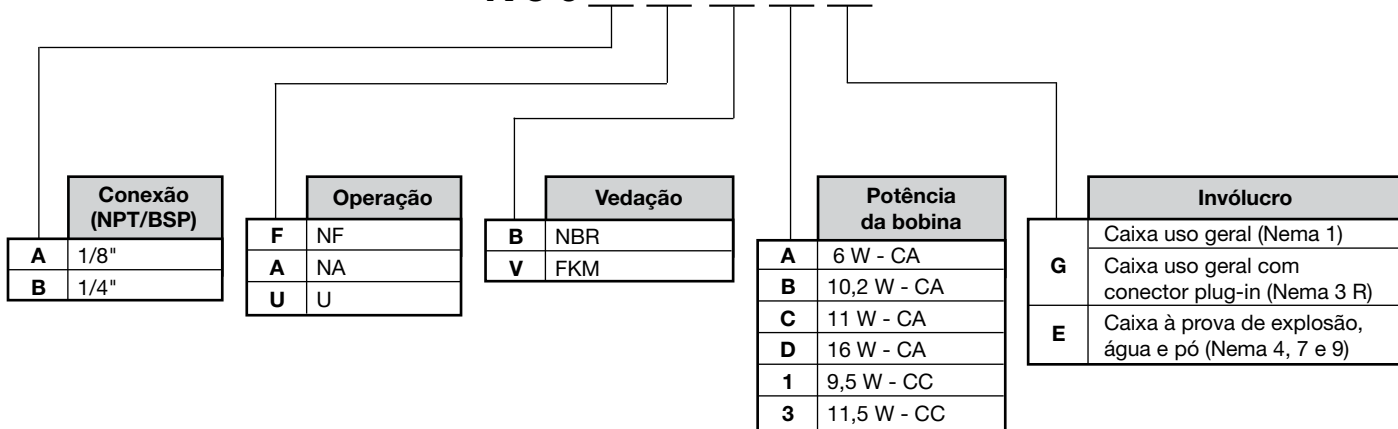 Conexão
(NPT/BSP)
A 1/8"
B 1/4"
Operação
F NF
A NA
U U
Vedação
B NBR
V FKM
Potência
da bobina
A 6 W - CA
B 10,2 W - CA
C 11 W - CA
D 16 W - CA
1 9,5 W - CC
3 11,5 W - CC
Invólucro
G Caixa uso geral (Nema 1)
Caixa uso geral com
conector plug-in (Nema 3 R)
E Caixa à prova de explosão,
água e pó (Nema 4, 7 e 9)